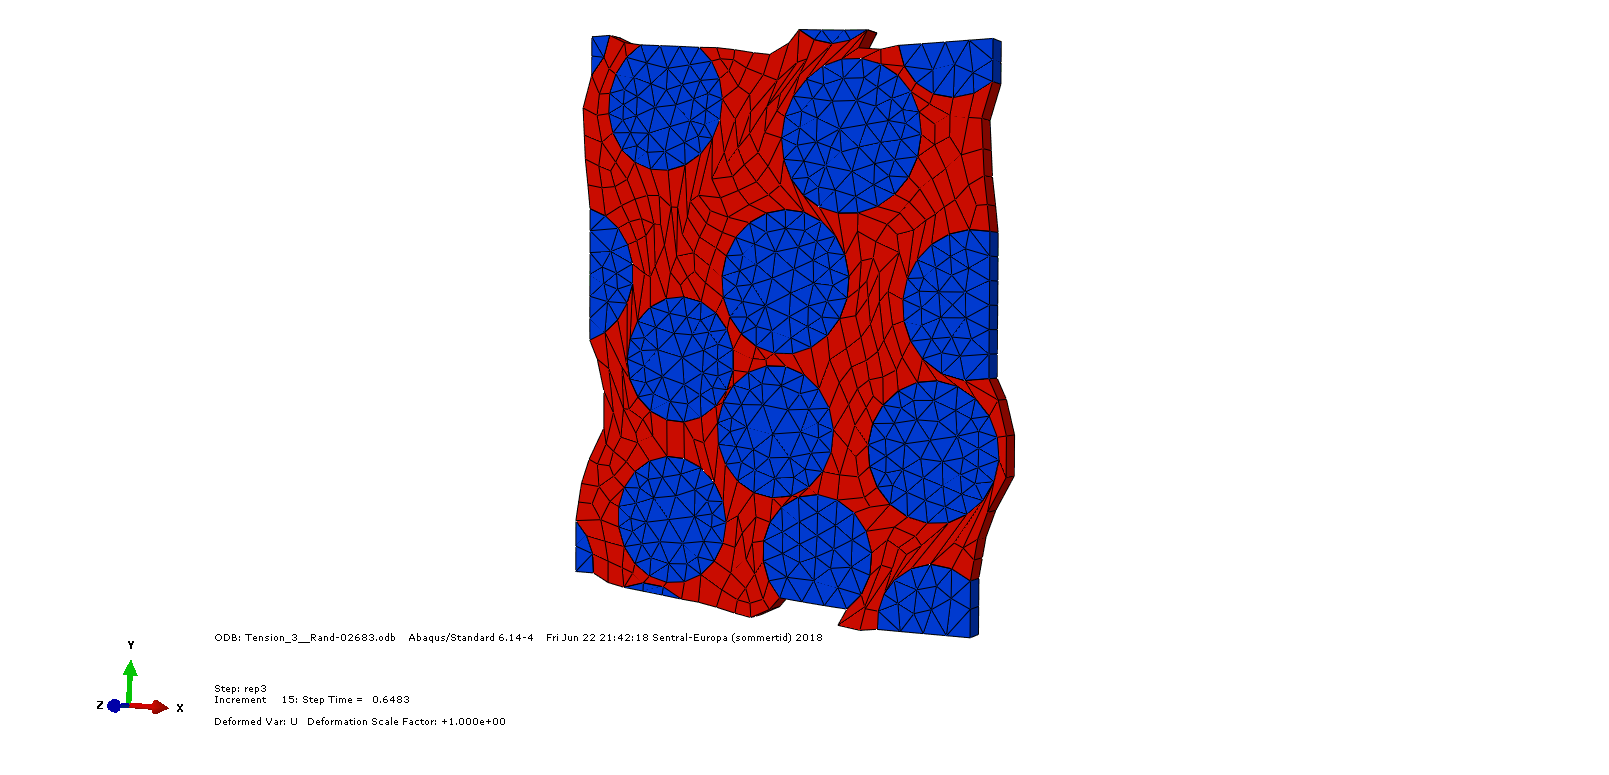 ODB: Tension_3__Rand-02683.odb Abaqus/Standard 6.14-4 Fri Jun 22 21:42:18 Sentral-Europa (sommertid) 2018
Y
Z X
Step: rep3
Increment 15: Step Time = 0.6483
Deformed Var: U Deformation Scale Factor: +1.000e+00